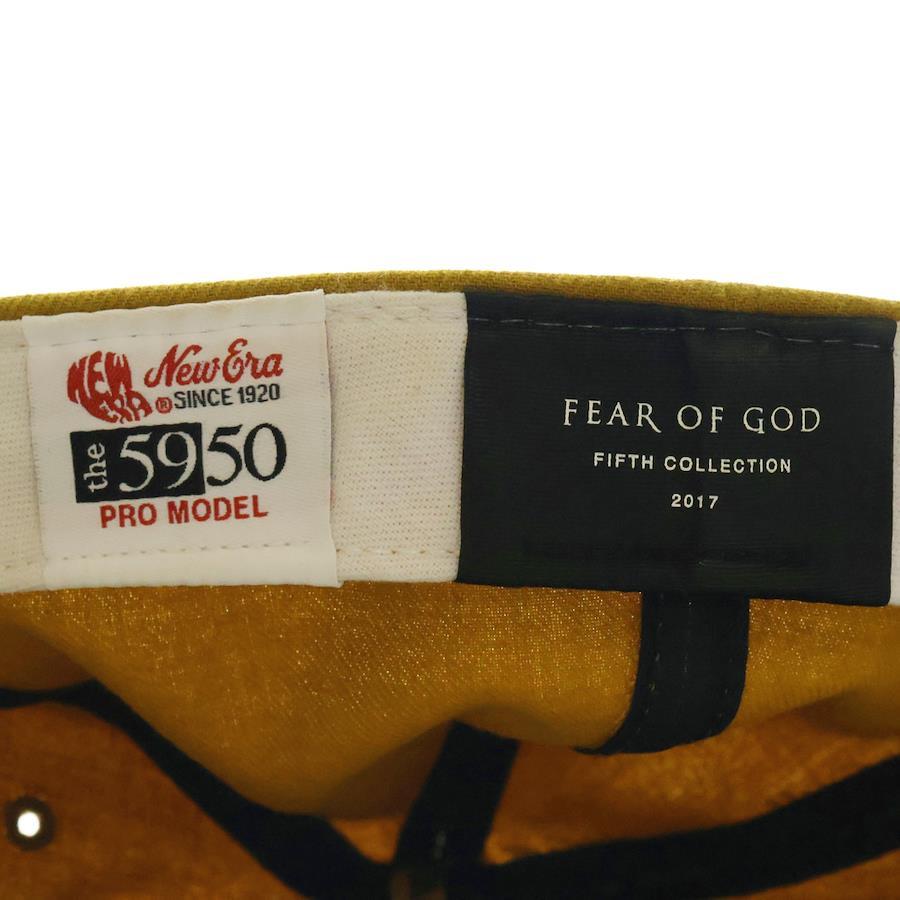 NEW ERA
New Era
® SINCE 1920
the 5950
PRO MODEL
FEAR OF GOD
FIFTH COLLECTION
2017